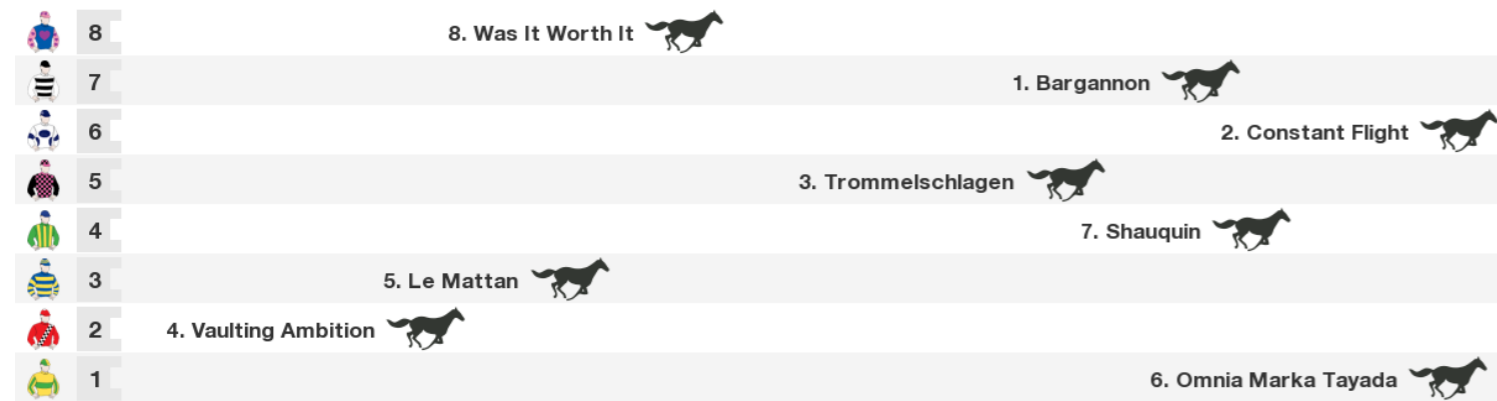 8 8. Was It Worth It
7 1. Bargannon
6 2. Constant Flight
5 3. Trommelschlagen
4 7. Shauquin
3 5. Le Mattan
2 4. Vaulting Ambition
1 6. Omnia Marka Tayada